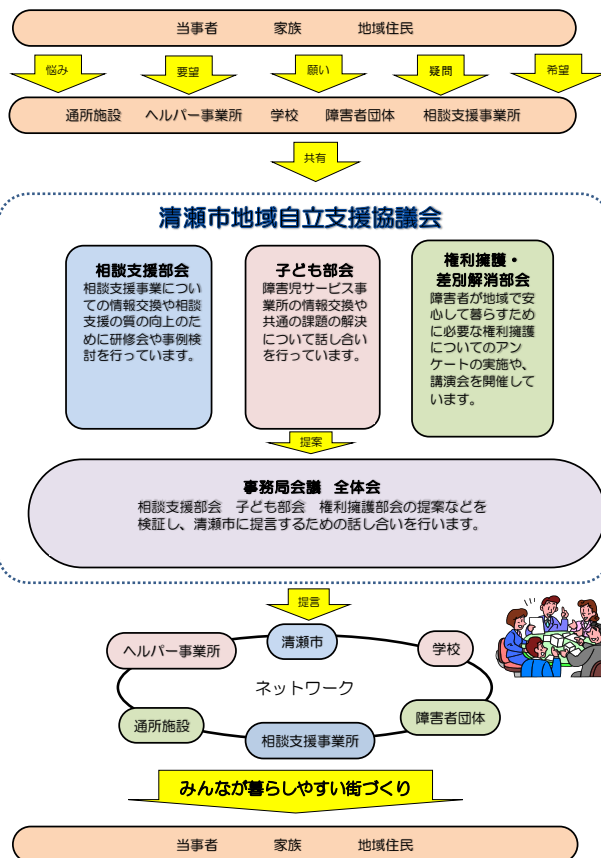 当事者 家族 地域住民
悩み 要望 願い 疑問 希望
通所施設 ヘルパー事業所 学校 障害者団体 相談支援事業所
共有
清瀬市地域自立支援協議会
相談支援部会
相談支援事業につい
ての情報交換や相談
支援の質の向上のた
めに研修会や事例検
討を行っています。
子ども部会
障害児サービス事
業所の情報交換や
共通の課題の解決
について話し合い
を行っています。
権利擁護・
差別解消部会
障害者が地域で安
心して暮らすため
に必要な権利擁護
についてのアン
ケートの実施や、
講演会を開催して
います。
提案
事務局会議 全体会
相談支援部会 子ども部会 権利擁護部会の提案などを
検証し、清瀬市に提言するための話し合いを行います。
提言
ヘルパー事業所 清瀬市 学校
ネットワーク
通所施設 相談支援事業所 障害者団体
みんなが暮らしやすい街づくり
当事者 家族 地域住民